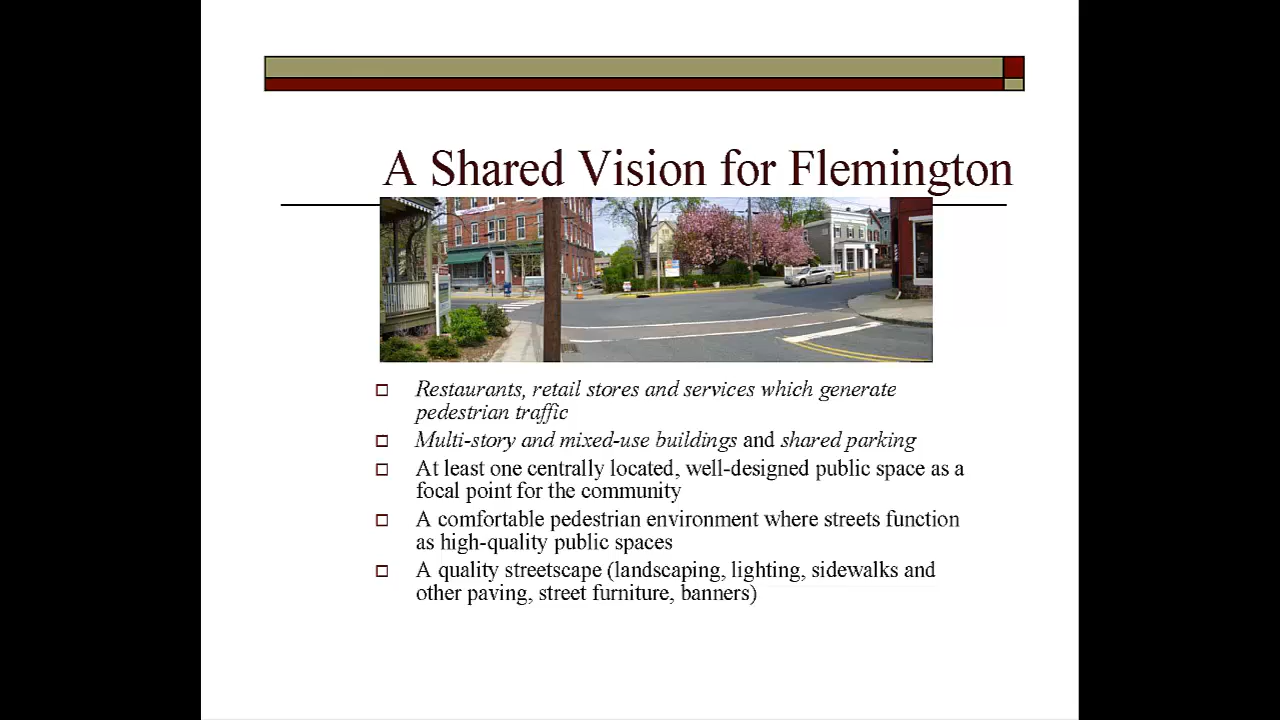 A Shared Vision for Flemington
Restaurants, retail stores and services which generate
pedestrian traffic
Multi-story and mixed-use buildings and shared parking
At least one centrally located, well-designed public space as a
focal point for the community
A comfortable pedestrian environment where streets function
as high-quality public spaces
A quality streetscape (landscaping, lighting, sidewalks and
other paving, street furniture, banners)